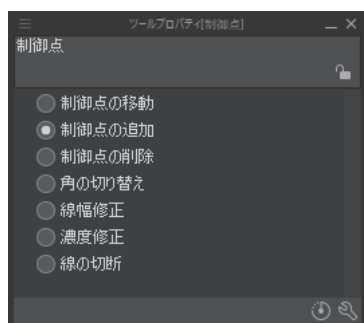 ツールプロパティ[制御点]
制御点
制御点の移動
制御点の追加
制御点の削除
角の切り替え
線幅修正
濃度修正
線の切断